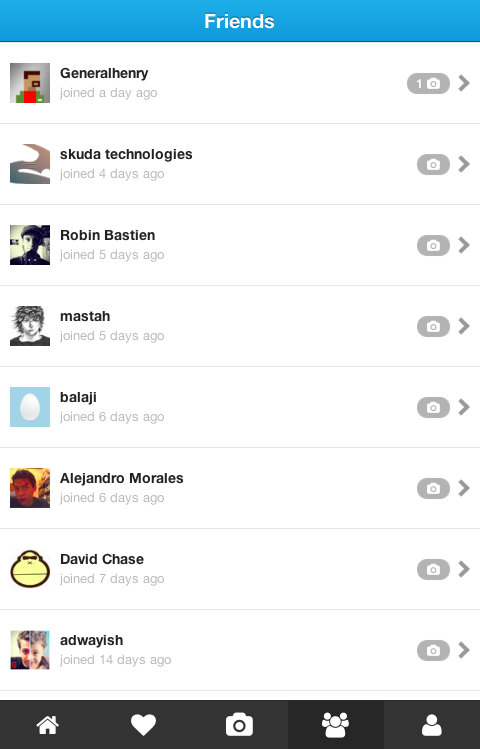 Friends
Generalhenry
joined a day ago
1
skuda technologies
joined 4 days ago
Robin Bastien
joined 5 days ago
mastah
joined 5 days ago
balaji
joined 6 days ago
Alejandro Morales
joined 6 days ago
David Chase
joined 7 days ago
adwayish
joined 14 days ago